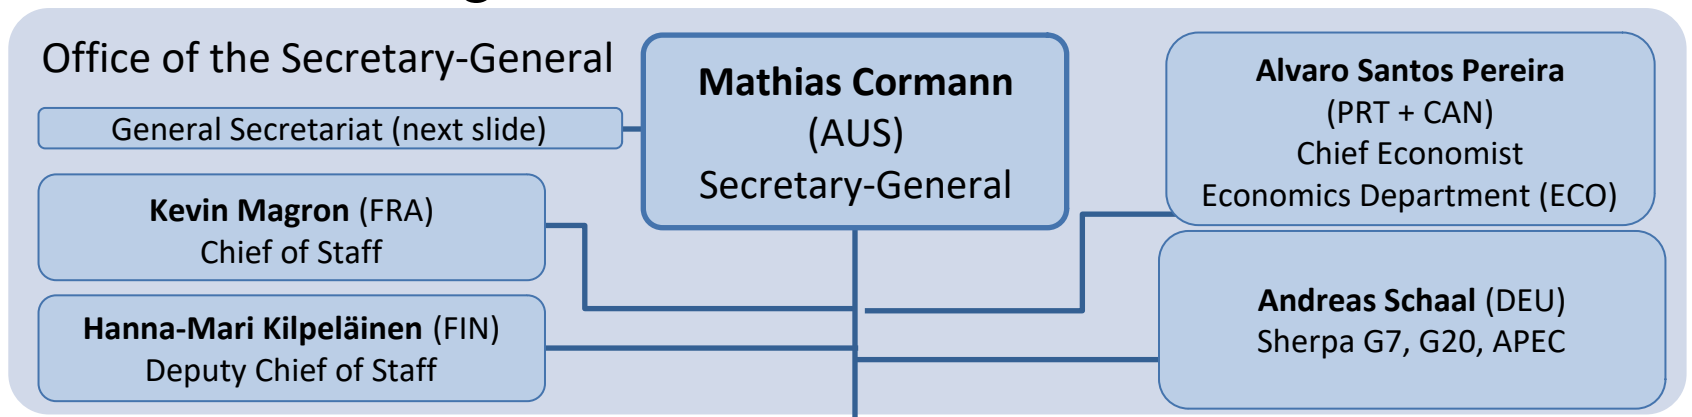 Office of the Secretary-General
General Secretariat (next slide)
Kevin Magron (FRA)
Chief of Staff
Hanna-Mari Kilpeläinen (FIN)
Deputy Chief of Staff
Mathias Cormann
(AUS)
Secretary-General
Alvaro Santos Pereira
(PRT + CAN)
Chief Economist
Economics Department (ECO)
Andreas Schaal (DEU)
Sherpa G7, G20, APEC